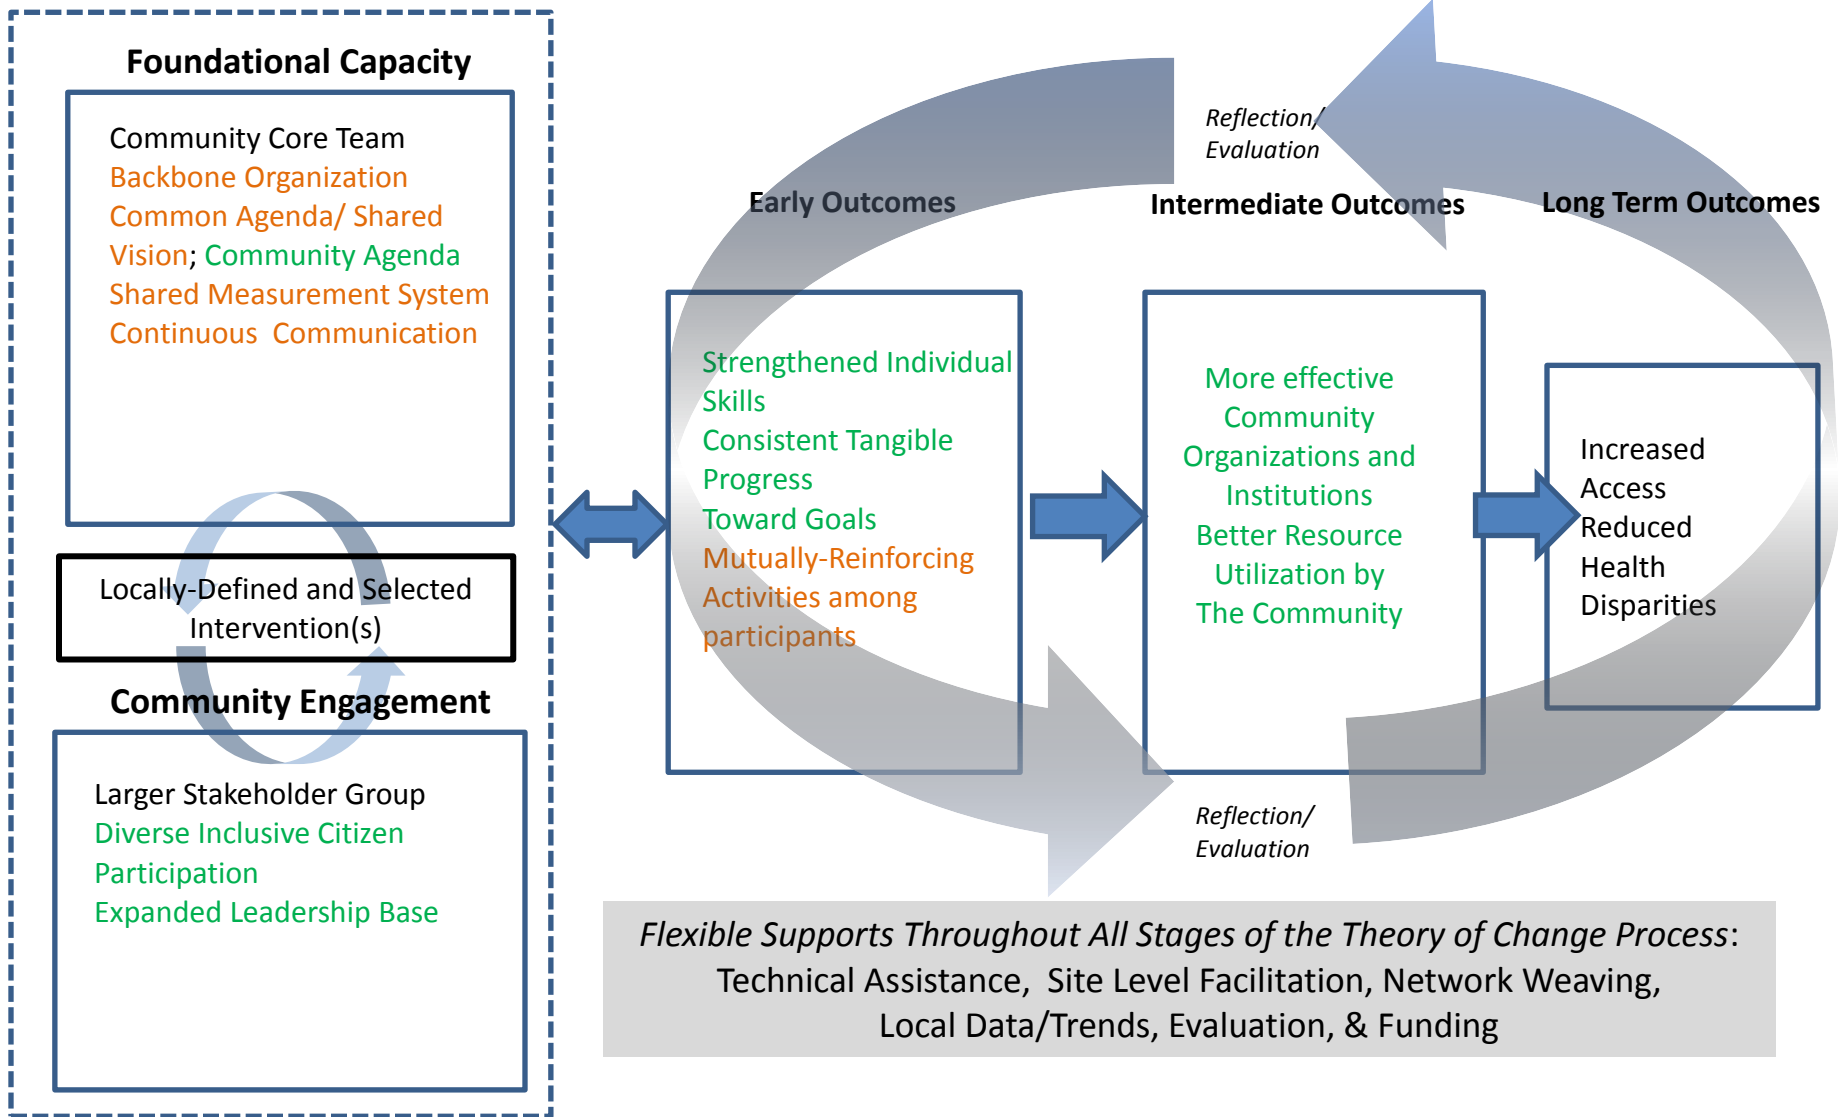 Foundational Capacity
Community Core Team
Backbone Organization
Common Agenda/ Shared
Vision; Community Agenda
Shared Measurement System
Continuous  Communication
Locally-Defined and Selected
Intervention(s)
Community Engagement
Larger Stakeholder Group
Diverse Inclusive Citizen
Participation
Expanded Leadership Base
Reflection/
Evaluation
Early Outcomes
Strengthened Individual
Skills
Consistent Tangible
Progress
Toward Goals
Mutually-Reinforcing
Activities among
participants
Intermediate Outcomes
More effective
Community
Organizations and
Institutions
Better Resource
Utilization by
The Community
Long Term Outcomes
Increased
Access
Reduced
Health
Disparities
Reflection/
Evaluation
Flexible Supports Throughout All Stages of the Theory of Change Process:
Technical Assistance,  Site Level Facilitation, Network Weaving,
Local Data/Trends, Evaluation, & Funding